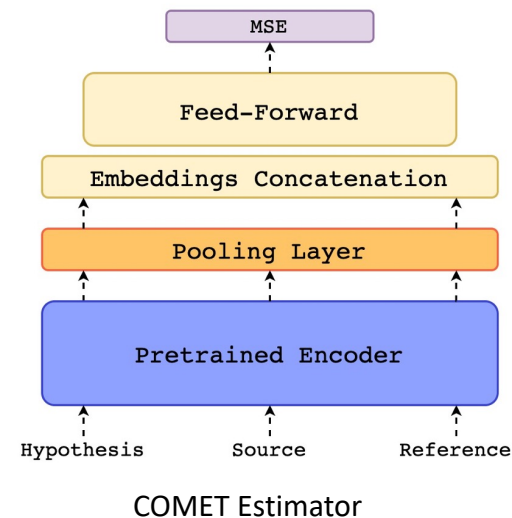 MSE
Feed-Forward
Embeddings Concatenation
Pooling Layer
Pretrained Encoder
Hypothesis Source Reference
COMET Estimator